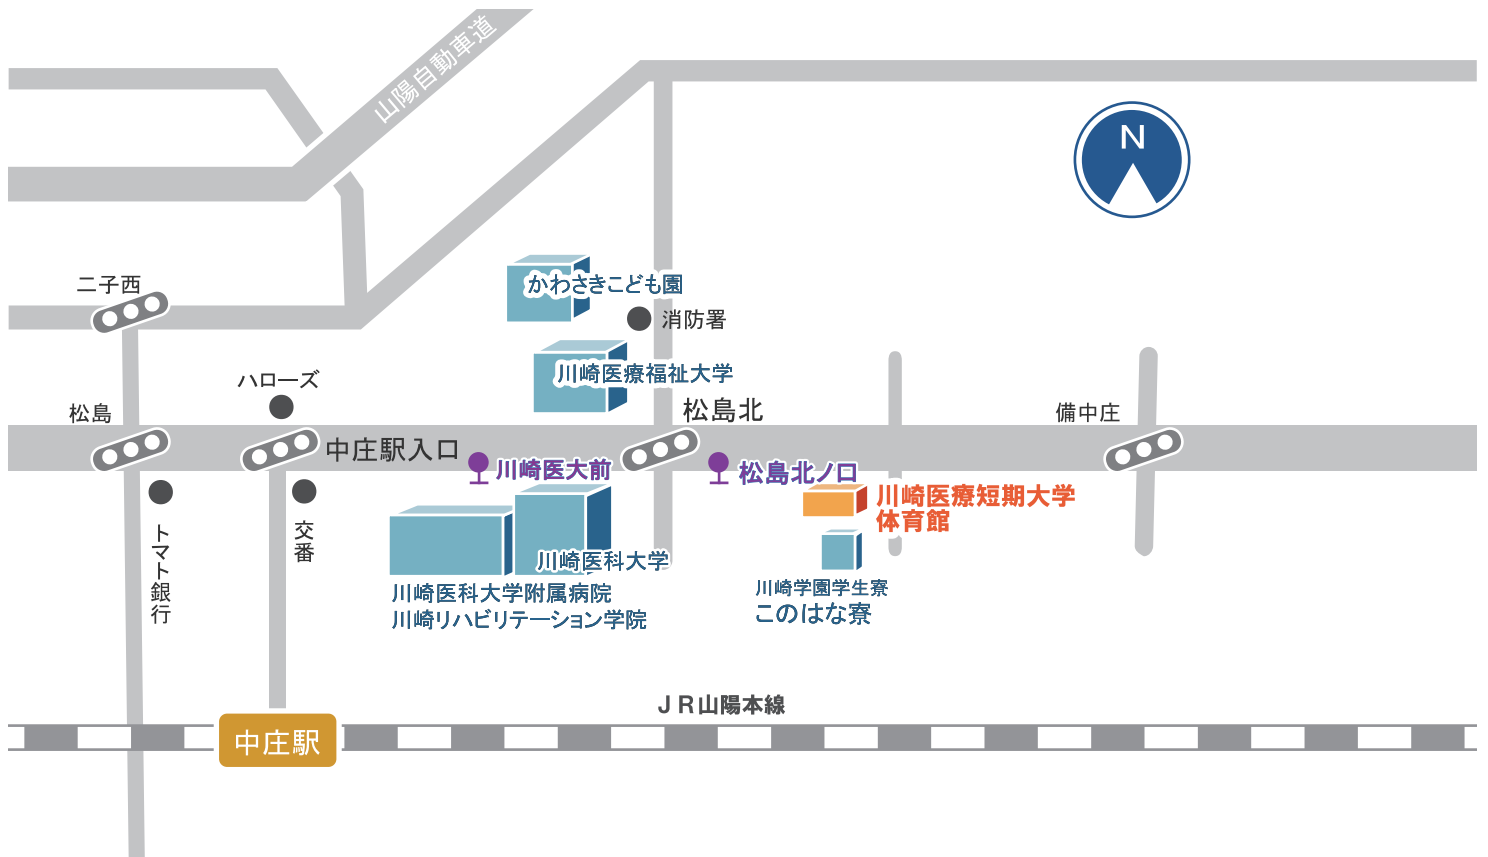 山陽自動車道
N
二子西
かわさきこども園
消防署
ハローズ
川崎医療福祉大学
松島
松島北
備中庄
中庄駅入口
川崎医大前
松島北ノ口
川崎医療短期大学
体育館
トマト銀行
交番
川崎医科大学
川崎医科大学附属病院
川崎リハビリテーション学院
川崎学園学生寮
このはな寮
JR山陽本線
中庄駅